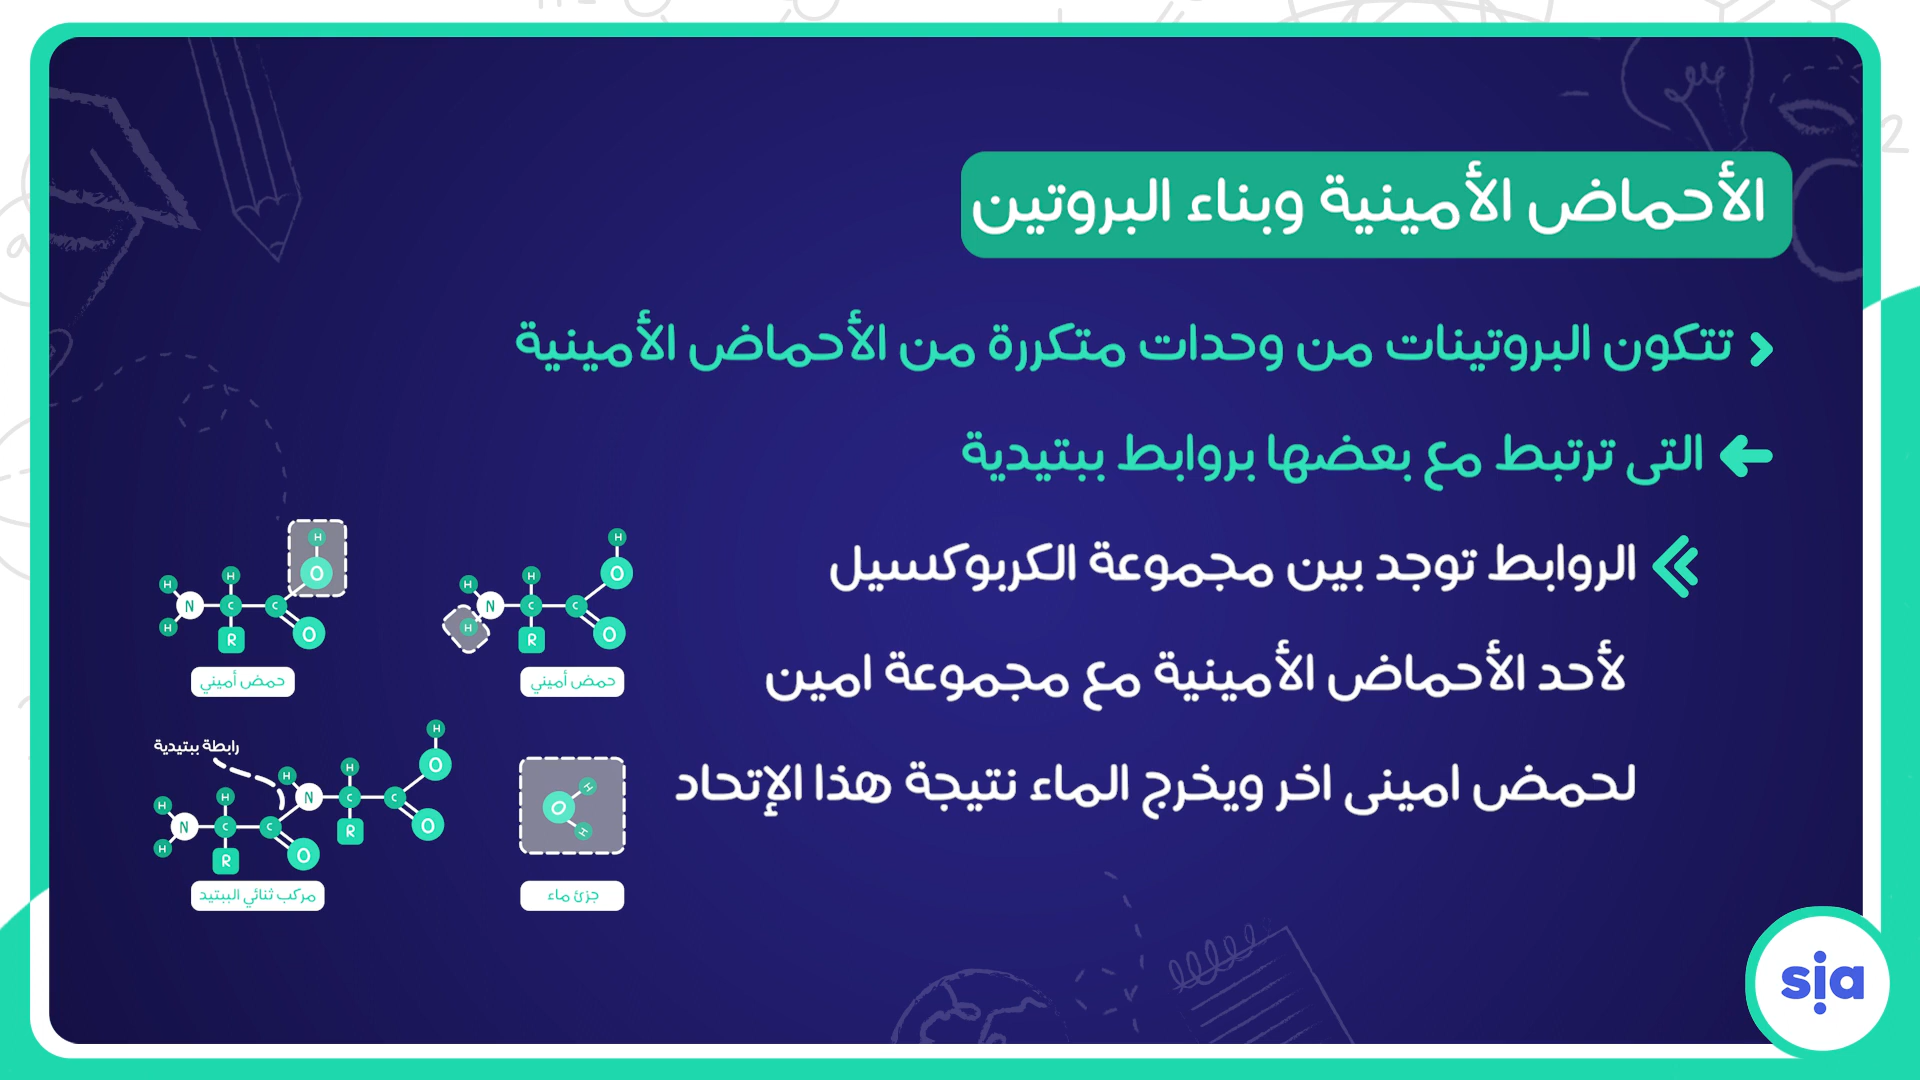 الأحماض الأمينية وبناء البروتين
تتكون البروتينات من وحدات متكررة من الأحماض الأمينية
التى ترتبط مع بعضها بروابط ببتيدية
الروابط توجد بين مجموعة الكربوكسيل
لأحد الأحماض الأمينية مع مجموعة امين
لحمض امينى اخر ويخرج الماء نتيجة هذا الإتحاد
H
O
H
H
N
C
C
H
R
O
حمض أميني
H
O
H
H
N
C
C
H
R
O
حمض أميني
رابطة ببتيدية
H
O
H
H
N
C
C
R
O
H
H
N
C
C
H
R
O
مركب ثنائي الببتيد
H
O
H
جزئ ماء
sia